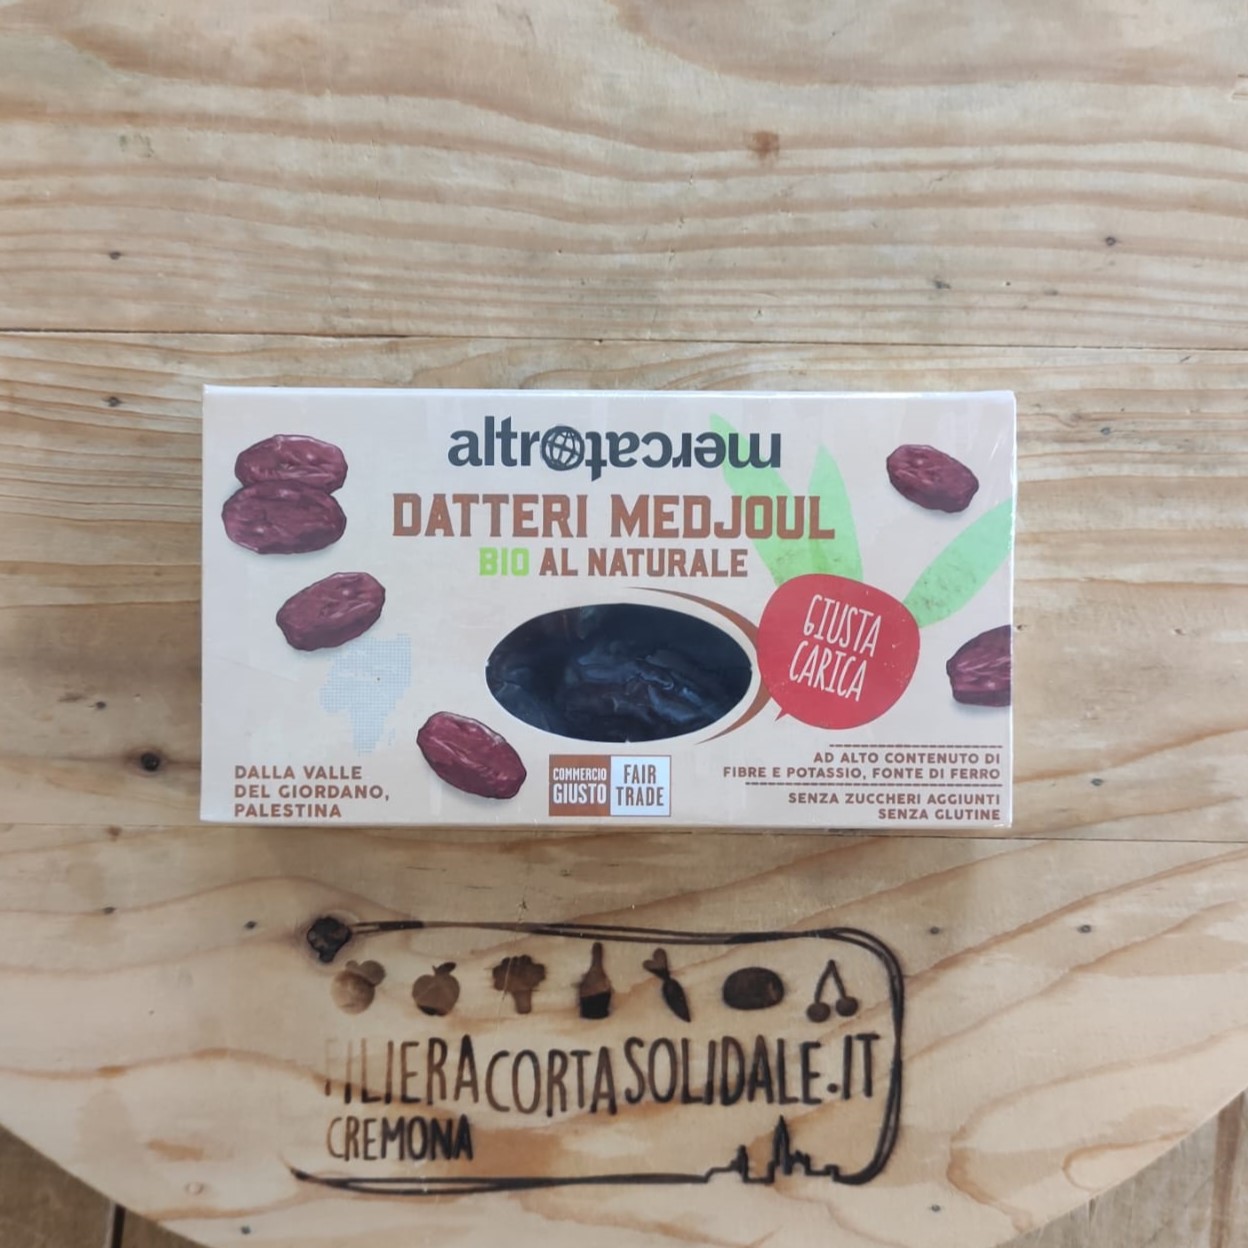 altromercato
DATTERI MEDJOUL
BIO AL NATURALE
GIUSTA
CARICA
DALLA VALLE
DEL GIORDANO,
PALESTINA
COMMERCIO
GIUSTO
FAIR
TRADE
AD ALTO CONTENUTO DI
FIBRE E POTASSIO, FONTE DI FERRO
SENZA ZUCCHERI AGGIUNTI
SENZA GLUTINE
FILIERACORTASOLIDALE.IT
CREMONA